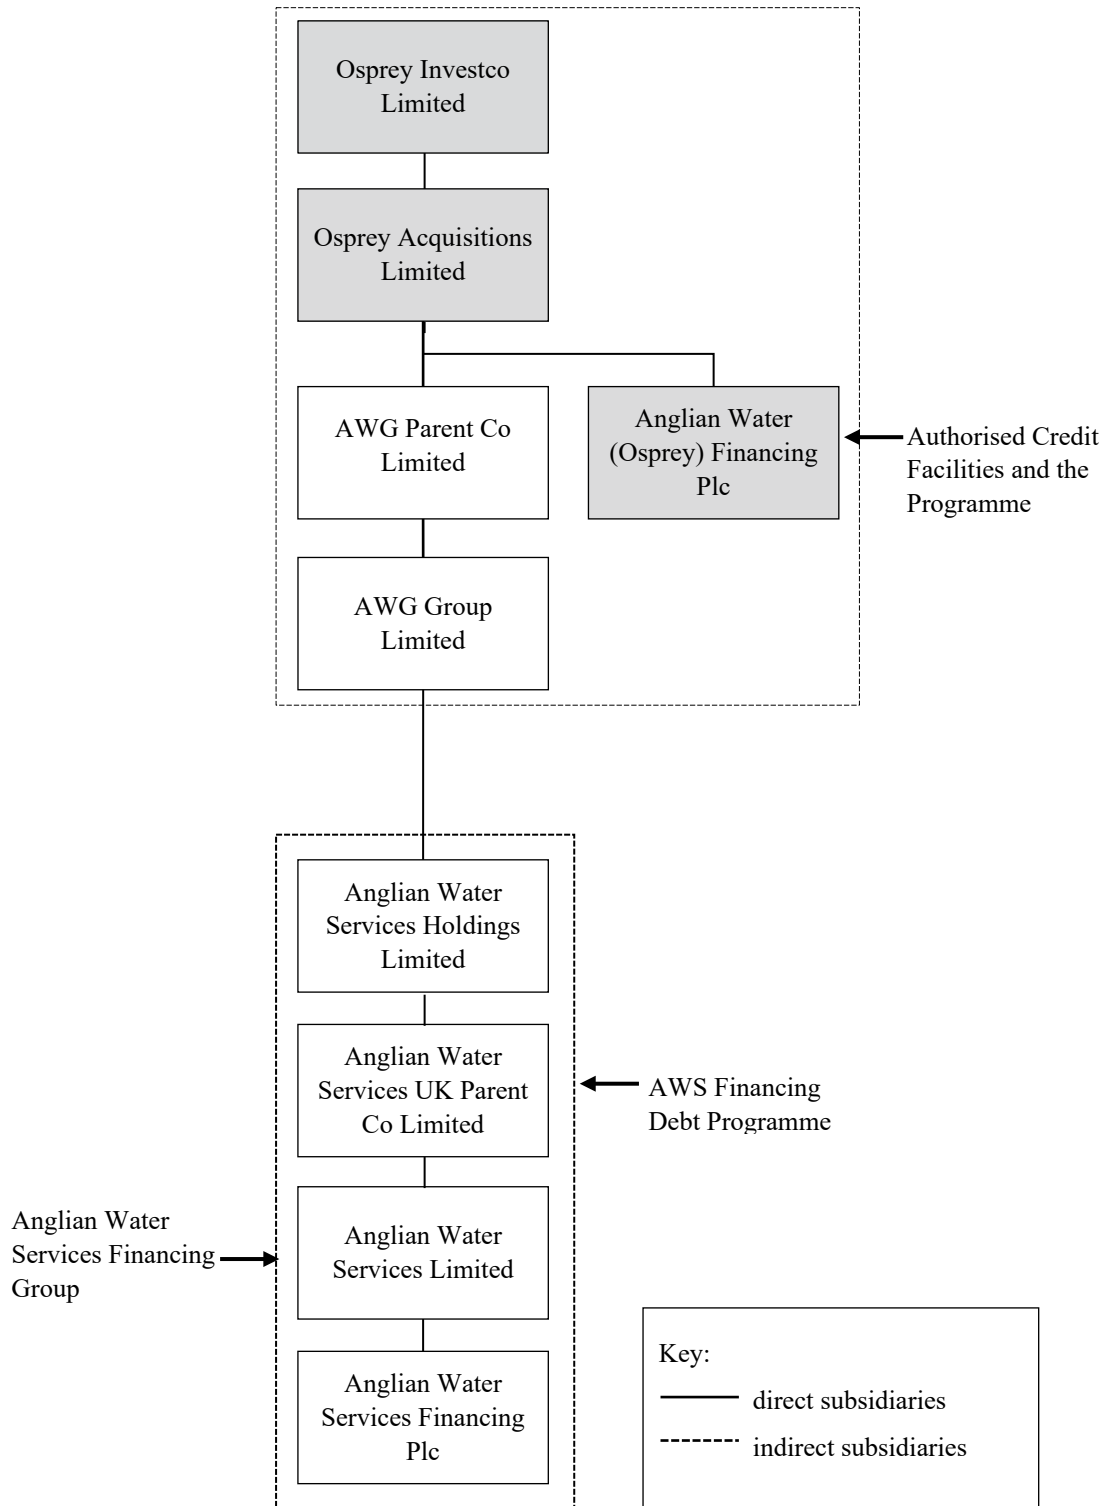 Osprey Investco
Limited
Osprey Acquisitions
Limited
AWG Parent Co
Limited
Anglian Water
(Osprey) Financing
Plc
Authorised Credit
Facilities and the
Programme
AWG Group
Limited
Anglian Water
Services Holdings
Limited
Anglian Water
Services UK Parent
Co Limited
AWS Financing
Debt Programme
Anglian Water
Services Financing
Group
Anglian Water
Services Limited
Anglian Water
Services Financing
Plc
Key:
direct subsidiaries
indirect subsidiaries